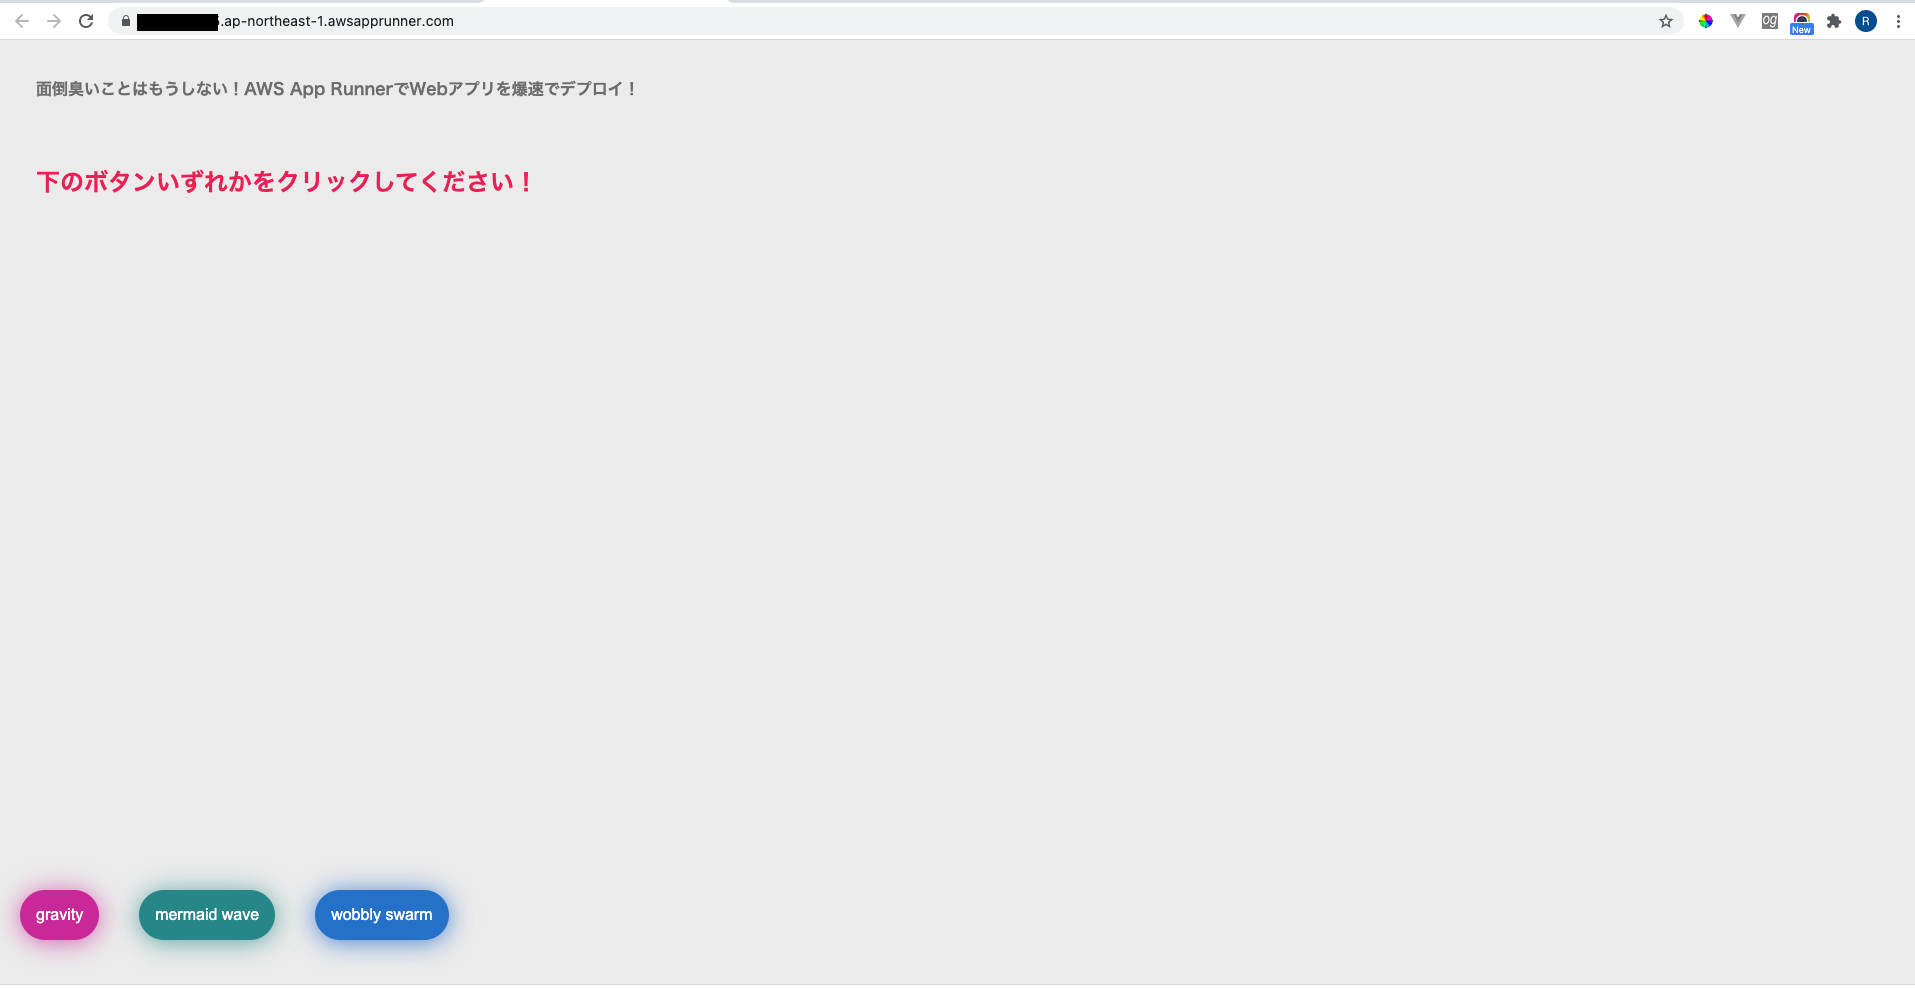 .ap-northeast-1.awsapprunner.com
og
New
R
面倒臭いことはもうしない！AWS App RunnerでWebアプリを爆速でデプロイ！
下のボタンいずれかをクリックしてください！
gravity
mermaid wave
wobbly swarm